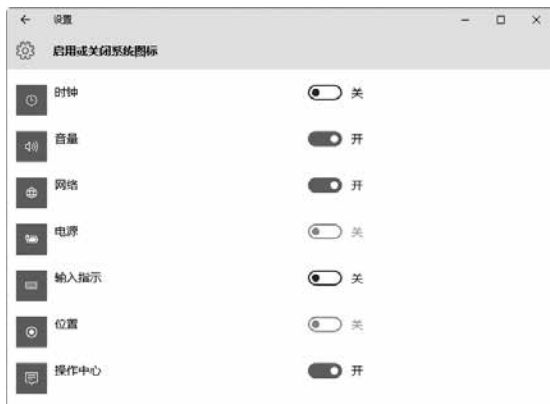 设置
启用或关闭系统图标
时钟 关
音量 开
网络 开
电源 关
输入指示 关
位置 关
操作中心 开